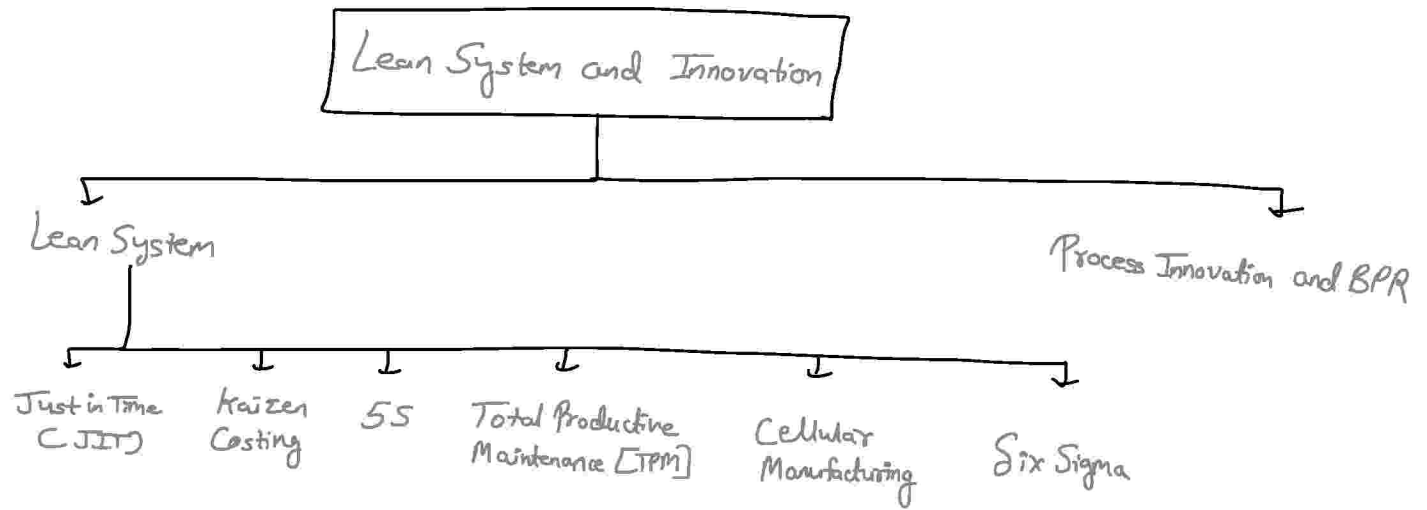 Lean System and Innovation
Lean System
Process Innovation and BPR
Just in Time
(JIT)
Kaizen
Costing
5S
Total Productive
Maintenance [TPM]
Cellular
Manufacturing
Six Sigma